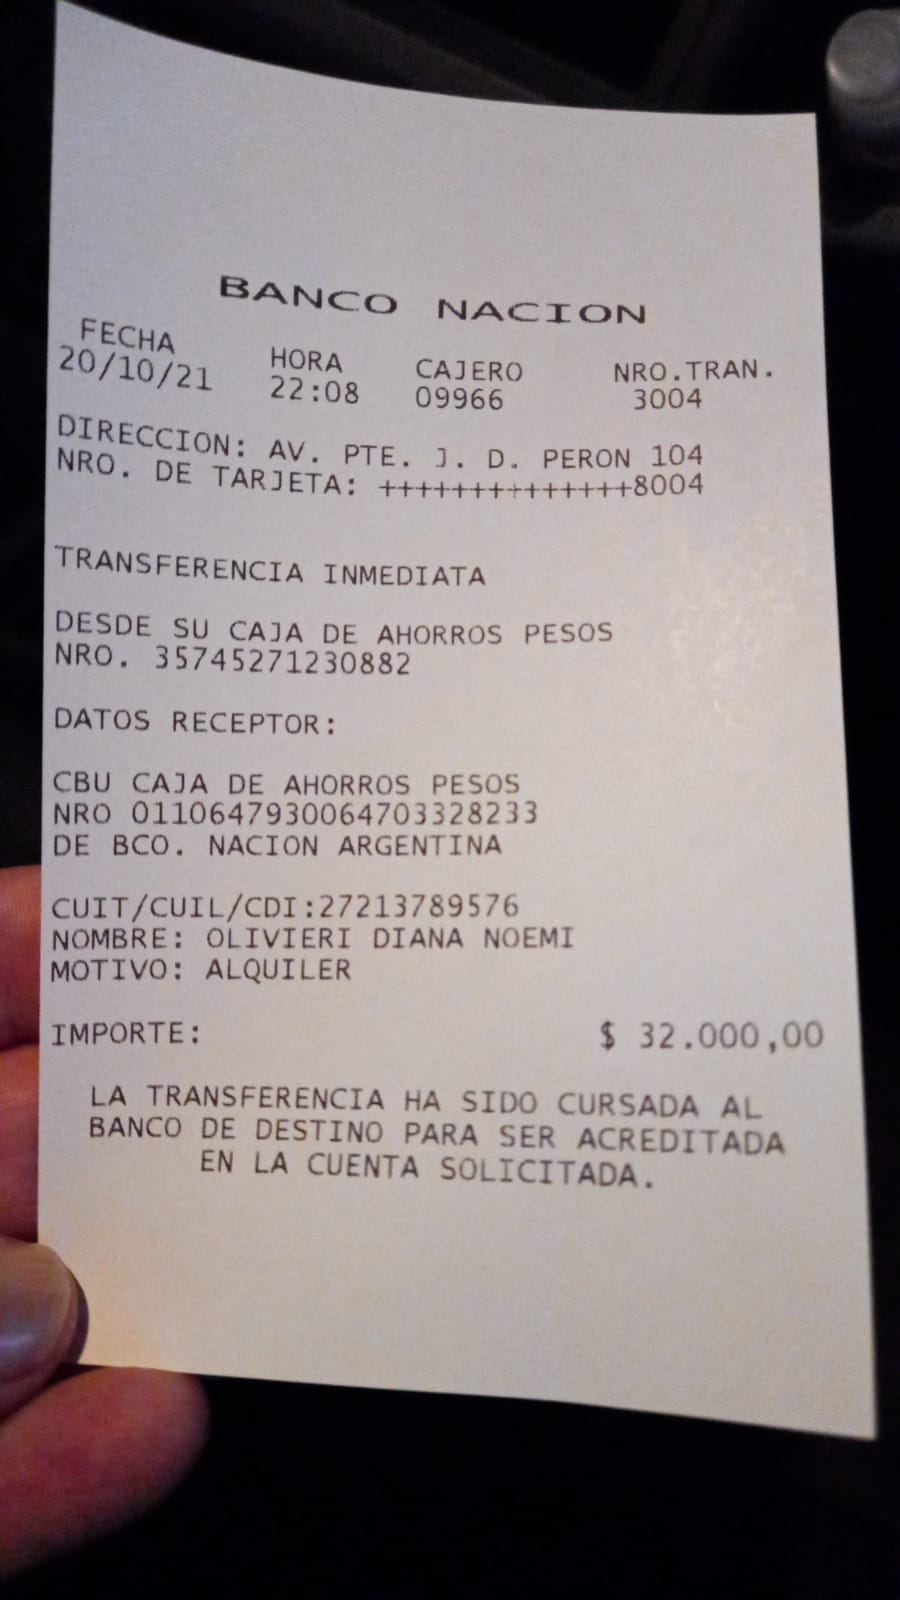 BANCO NACION
FECHA HORA CAJERO NRO.TRAN.
20/10/21 22:08 09966 3004
DIRECCION: AV. PTE. J. D. PERON 104
NRO. DE TARJETA: ++++++++++++++8004
TRANSFERENCIA INMEDIATA
DESDE SU CAJA DE AHORROS PESOS
NRO. 35745271230882
DATOS RECEPTOR:
CBU CAJA DE AHORROS PESOS
NRO 0110647930064703328233
DE BCO. NACION ARGENTINA
CUIT/CUIL/CDI:27213789576
NOMBRE: OLIVIERI DIANA NOEMI
MOTIVO: ALQUILER
IMPORTE: $ 32.000,00
LA TRANSFERENCIA HA SIDO CURSADA AL
BANCO DE DESTINO PARA SER ACREDITADA
EN LA CUENTA SOLICITADA.